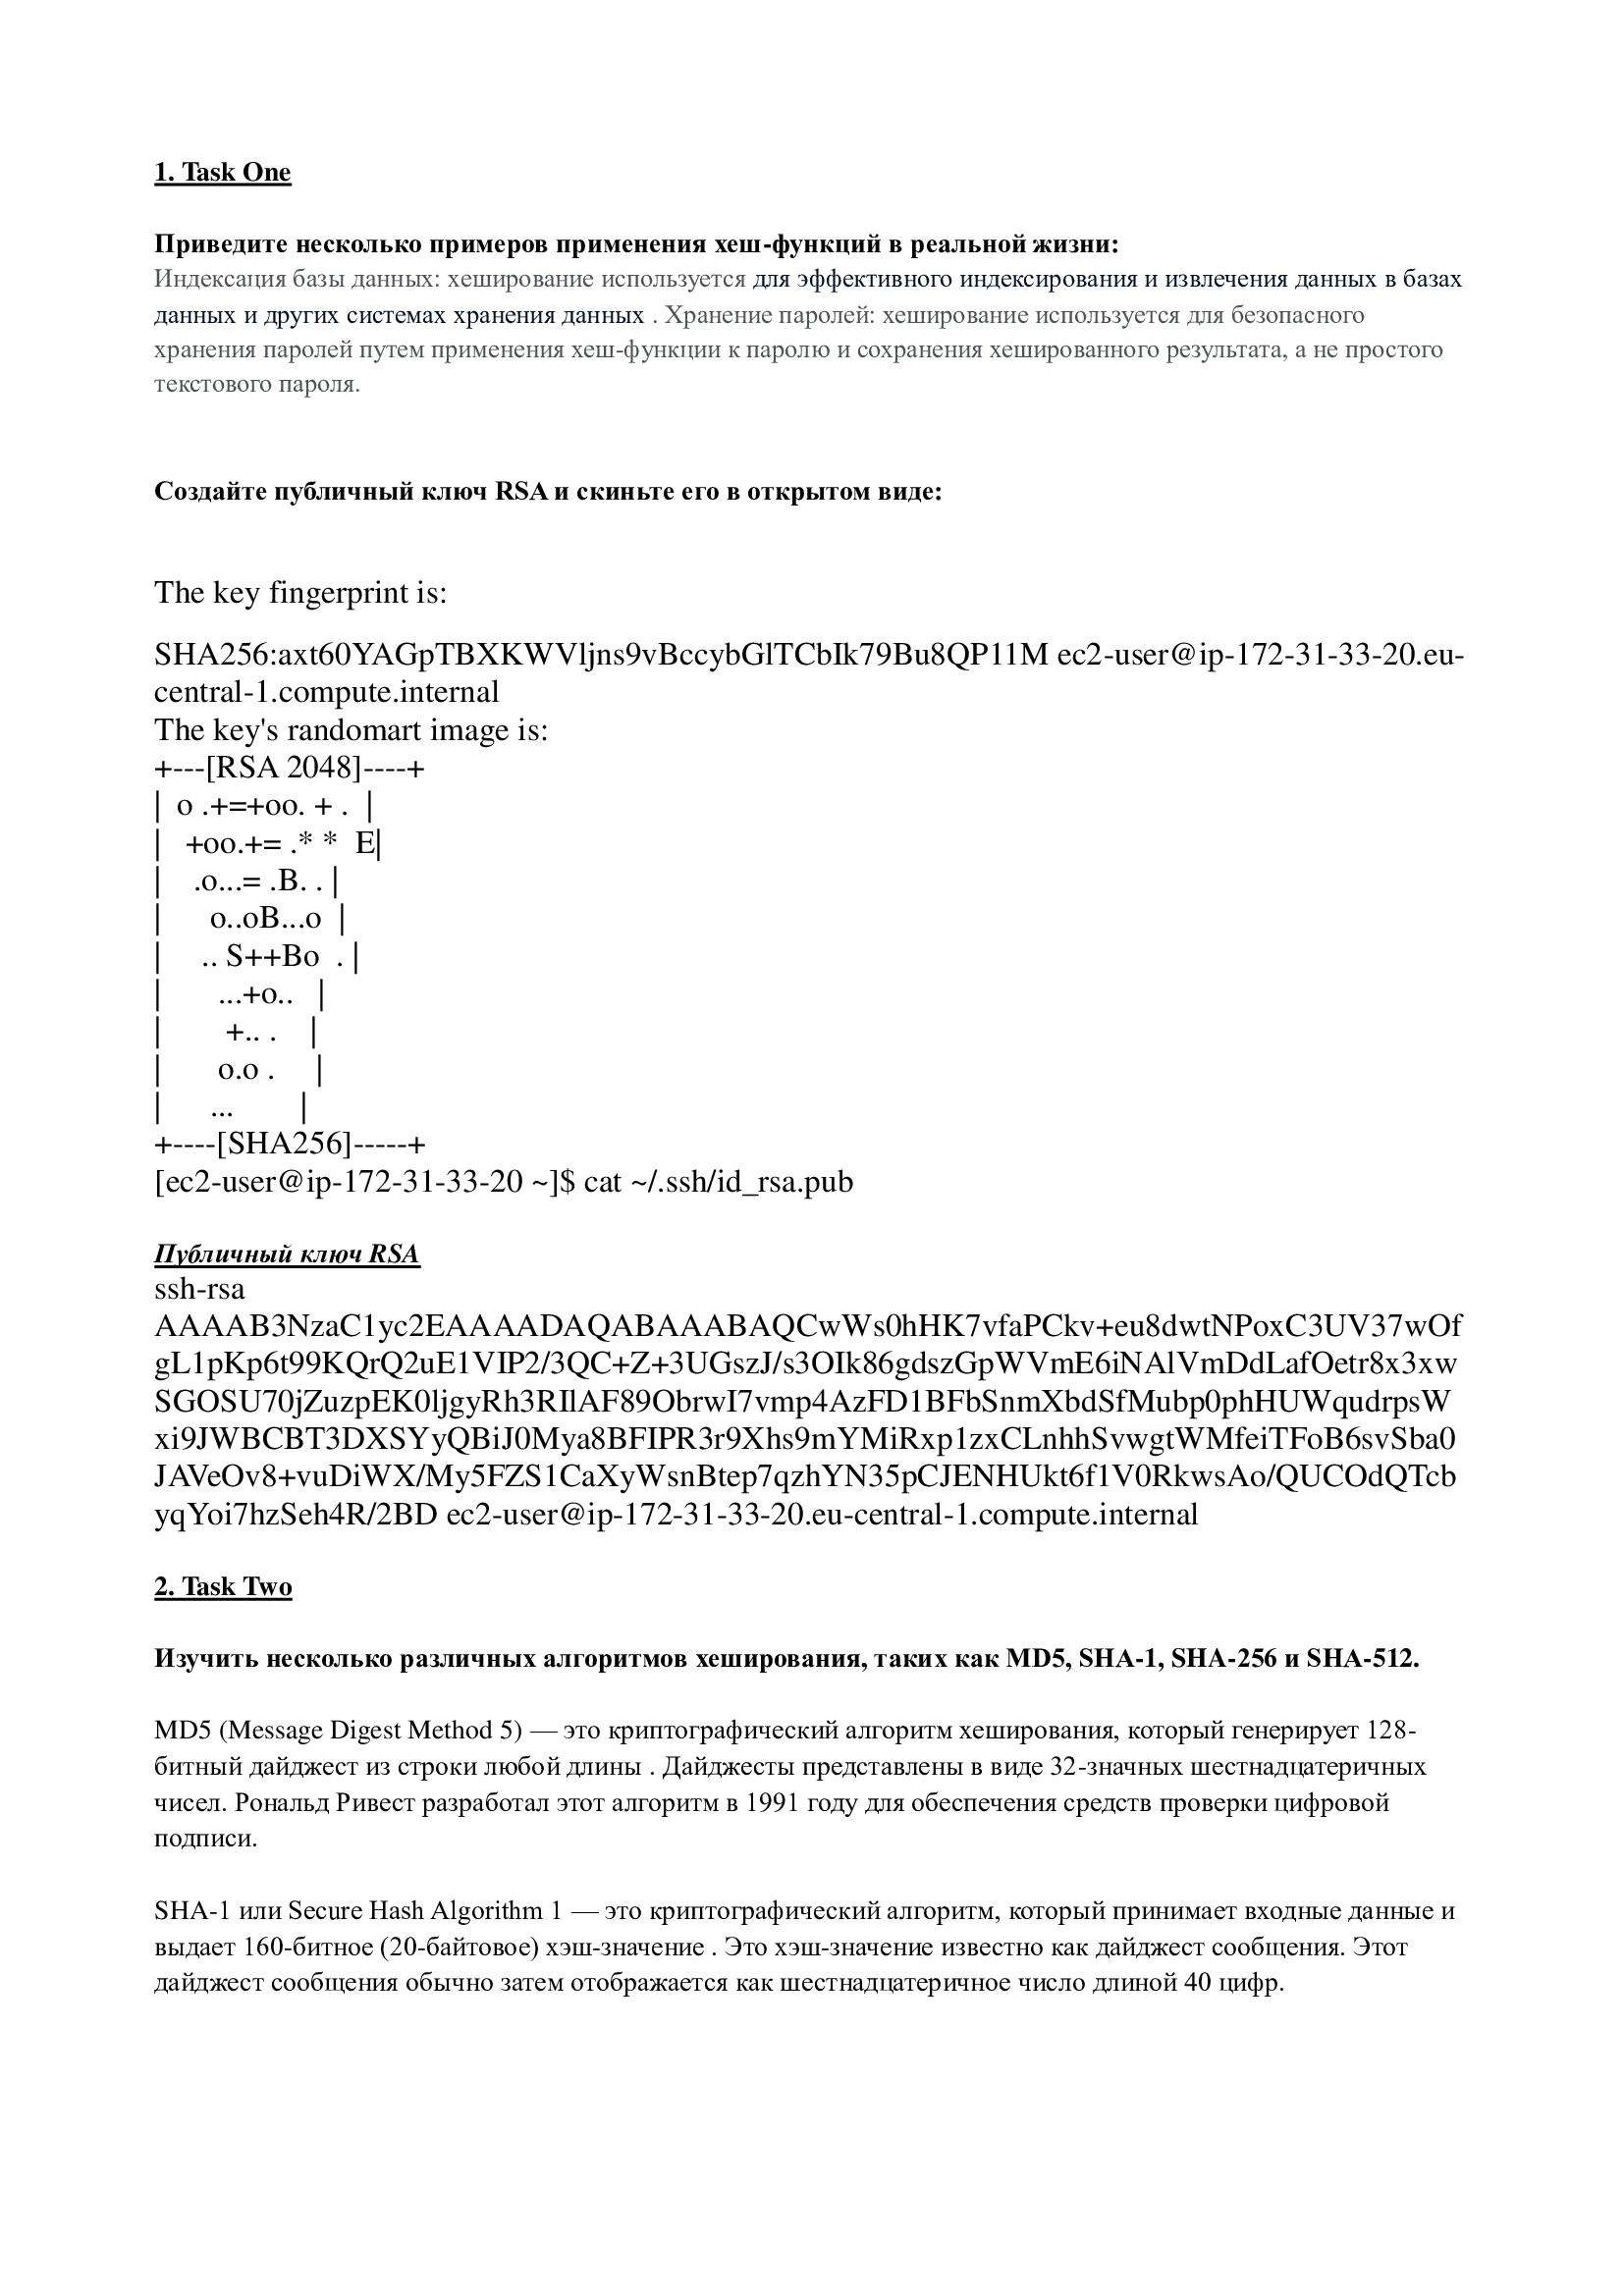 1. Task One
Приведите несколько примеров применения хеш-функций в реальной жизни:
Индексация базы данных: хеширование используется для эффективного индексирования и извлечения данных в базах
данных и других системах хранения данных . Хранение паролей: хеширование используется для безопасного
хранения паролей путем применения хеш-функции к паролю и сохранения хешированного результата, а не простого
текстового пароля.
Создайте публичный ключ RSA и скиньте его в открытом виде:
The key fingerprint is:
SHA256:axt60YAGpTBXKWVljns9vBccybGlTCbIk79Bu8QP11M ec2-user@ip-172-31-33-20.eu-
central-1.compute.internal
The key's randomart image is:
+---[RSA 2048]----+
|  o .+=+oo. + .  |
|   +oo.+= .* *  E|
|    .o...= .B. . |
|      o..oB...o  |
|     .. S++Bo  . |
|       ...+o..   |
|        +.. .    |
|       o.o .     |
|      ...        |
+----[SHA256]-----+
[ec2-user@ip-172-31-33-20 ~]$ cat ~/.ssh/id_rsa.pub
Публичный ключ RSA
ssh-rsa
AAAAB3NzaC1yc2EAAAADAQABAAABAQCwWs0hHK7vfaPCkv+eu8dwtNPoxC3UV37wOf
gL1pKp6t99KQrQ2uE1VIP2/3QC+Z+3UGszJ/s3OIk86gdszGpWVmE6iNAlVmDdLafOetr8x3xw
SGOSU70jZuzpEK0ljgyRh3RIlAF89ObrwI7vmp4AzFD1BFbSnmXbdSfMubp0phHUWqudrpsW
xi9JWBCBT3DXSYyQBiJ0Mya8BFIPR3r9Xhs9mYMiRxp1zxCLnhhSvwgtWMfeiTFoB6svSba0
JAVeOv8+vuDiWX/My5FZS1CaXyWsnBtep7qzhYN35pCJENHUkt6f1V0RkwsAo/QUCOdQTcb
yqYoi7hzSeh4R/2BD ec2-user@ip-172-31-33-20.eu-central-1.compute.internal
2. Task Two
Изучить несколько различных алгоритмов хеширования, таких как MD5, SHA-1, SHA-256 и SHA-512.
MD5 (Message Digest Method 5) — это криптографический алгоритм хеширования, который генерирует 128-
битный дайджест из строки любой длины . Дайджесты представлены в виде 32-значных шестнадцатеричных
чисел. Рональд Ривест разработал этот алгоритм в 1991 году для обеспечения средств проверки цифровой
подписи.
SHA-1 или Secure Hash Algorithm 1 — это криптографический алгоритм, который принимает входные данные и
выдает 160-битное (20-байтовое) хэш-значение . Это хэш-значение известно как дайджест сообщения. Этот
дайджест сообщения обычно затем отображается как шестнадцатеричное число длиной 40 цифр.